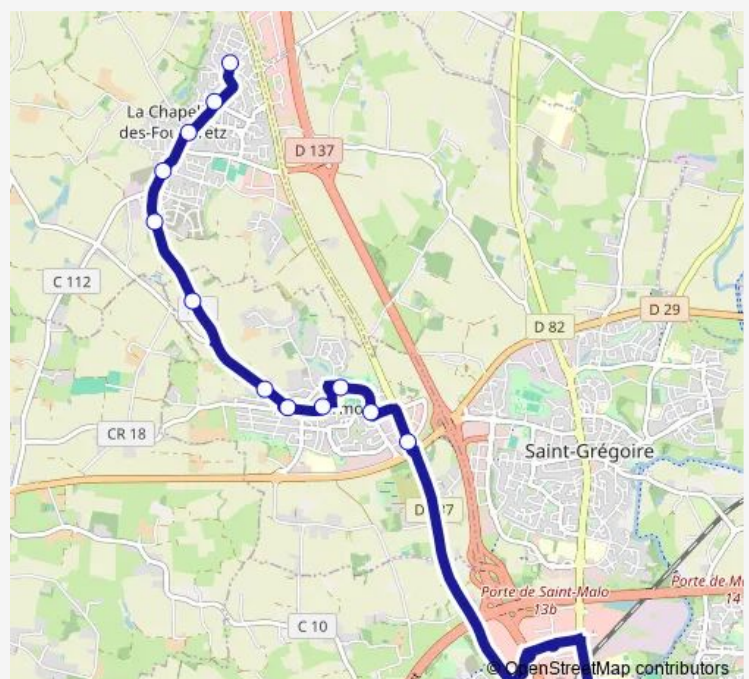 La Chapel
des-Fou
etz
D 137
C 112
D 29
D 82
CR 18
mo
Saint-Grégoire
D
37
Porte de Saint-Malo
13b
Porte de M
14
C 10
© OpenStreetMap contributors